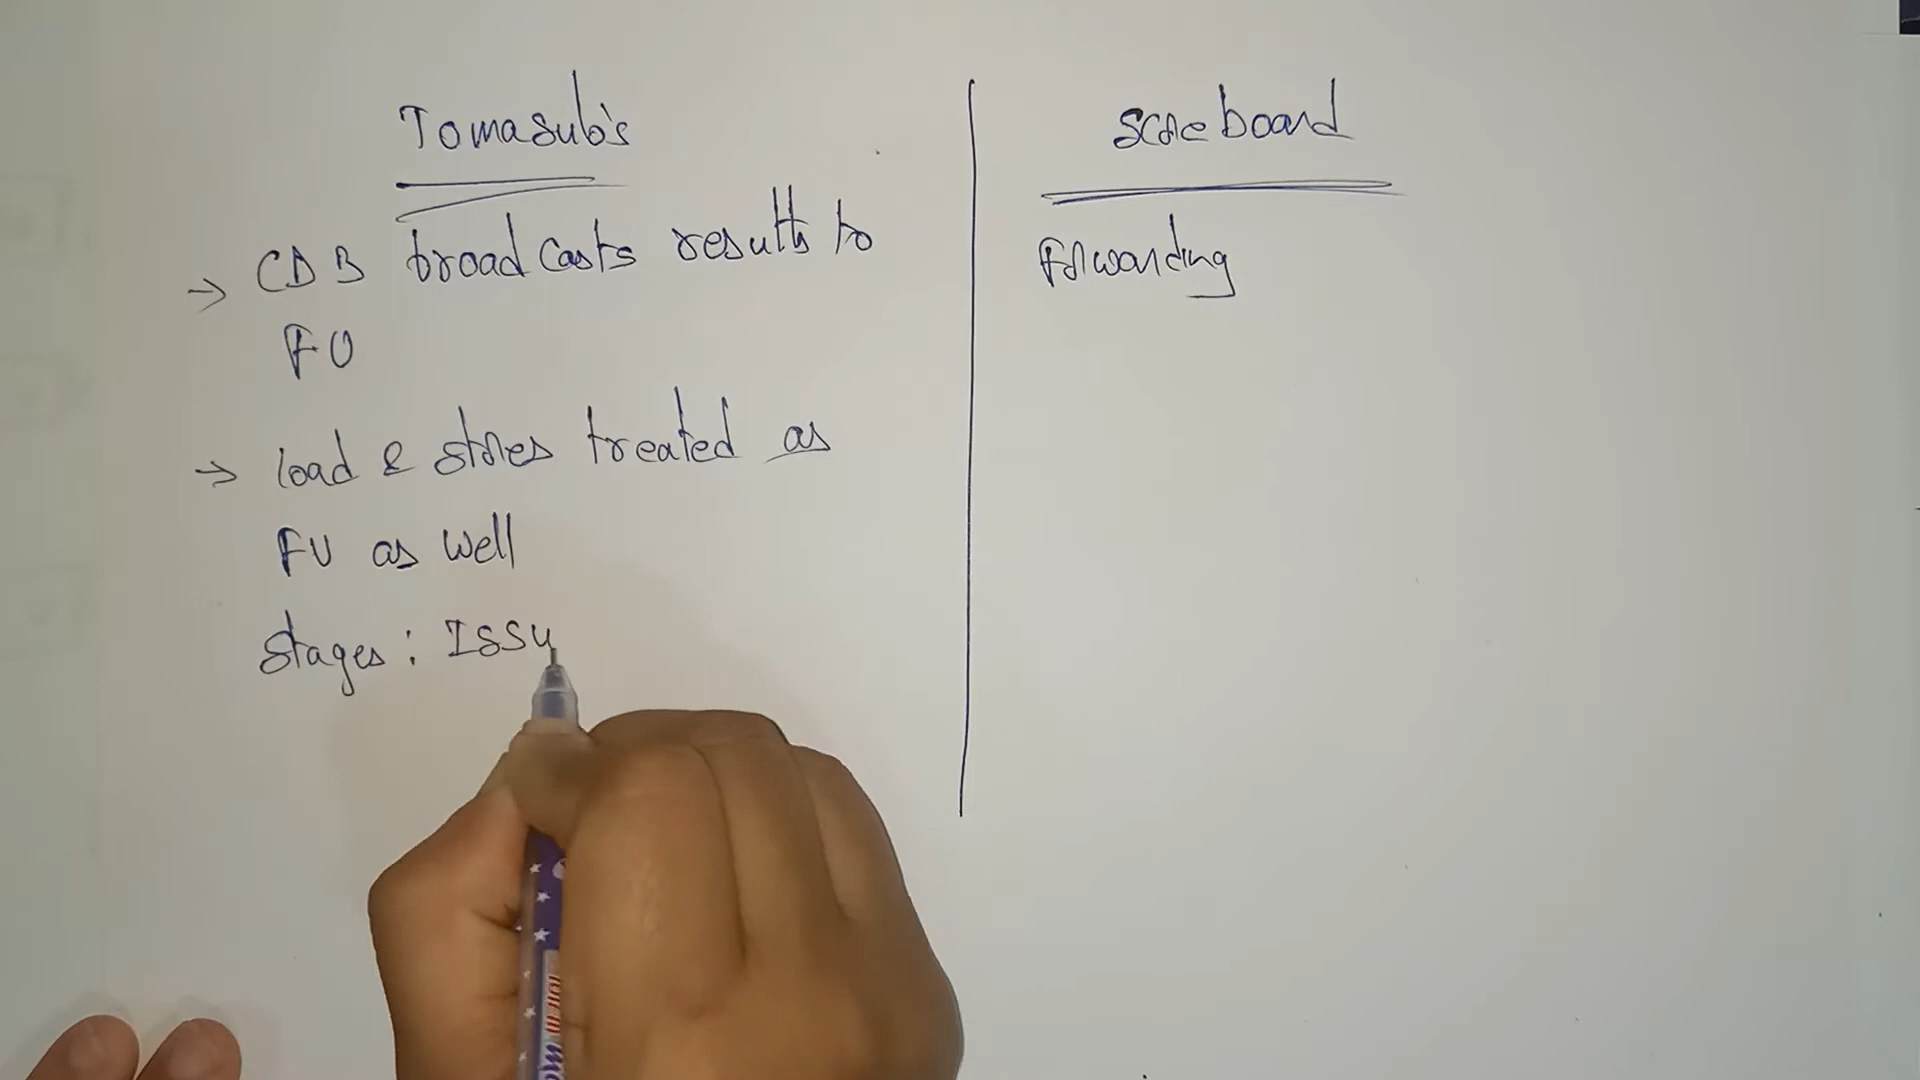 Tomasulo's
CDB broadcasts results to
FU
load & stores treated as
FU as well
stages : Issu
scoreboard
Forwarding